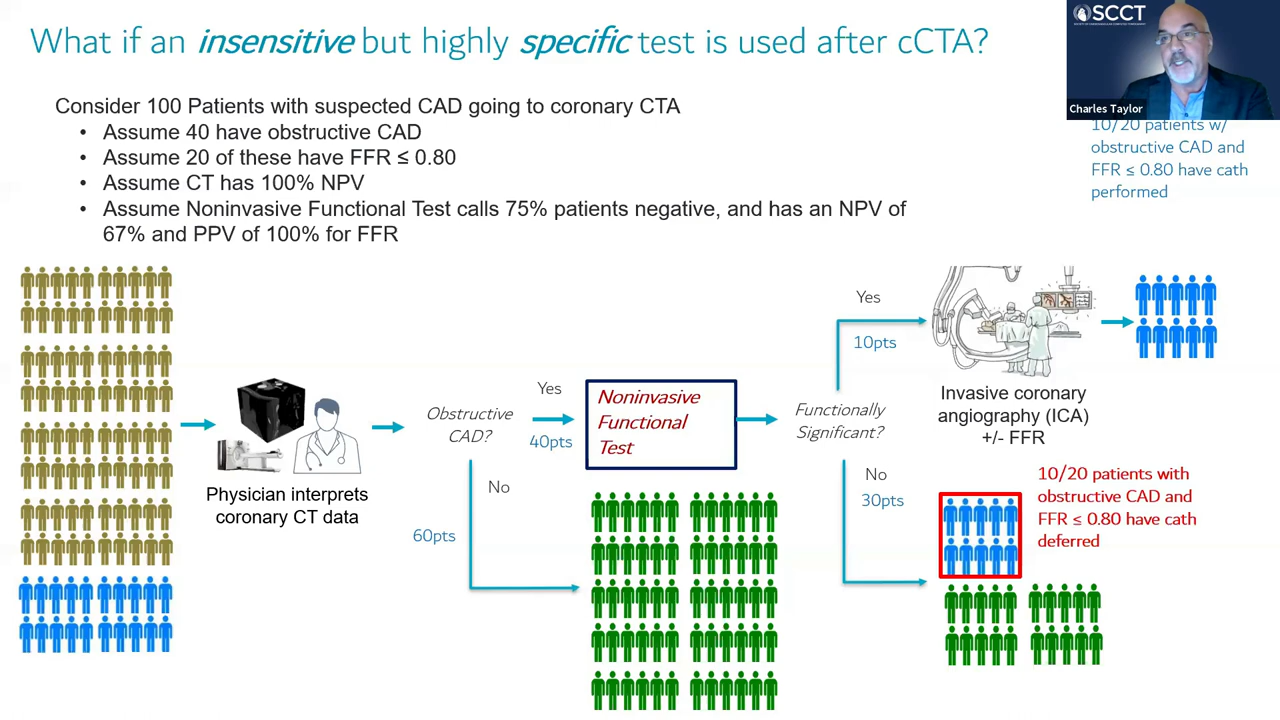 What if an insensitive but highly specific test is used after cCTA?
SCCT
Charles Taylor
Consider 100 Patients with suspected CAD going to coronary CTA
• Assume 40 have obstructive CAD
• Assume 20 of these have FFR ≤ 0.80
• Assume CT has 100% NPV
• Assume Noninvasive Functional Test calls 75% patients negative, and has an NPV of
67% and PPV of 100% for FFR
10/20 patients w/
obstructive CAD and
FFR ≤ 0.80 have cath
performed
Physician interprets
coronary CT data
Obstructive
CAD?
Yes
40pts
No
60pts
Noninvasive
Functional
Test
Functionally
Significant?
Yes
10pts
No
30pts
Invasive coronary
angiography (ICA)
+/- FFR
10/20 patients with
obstructive CAD and
FFR ≤ 0.80 have cath
deferred